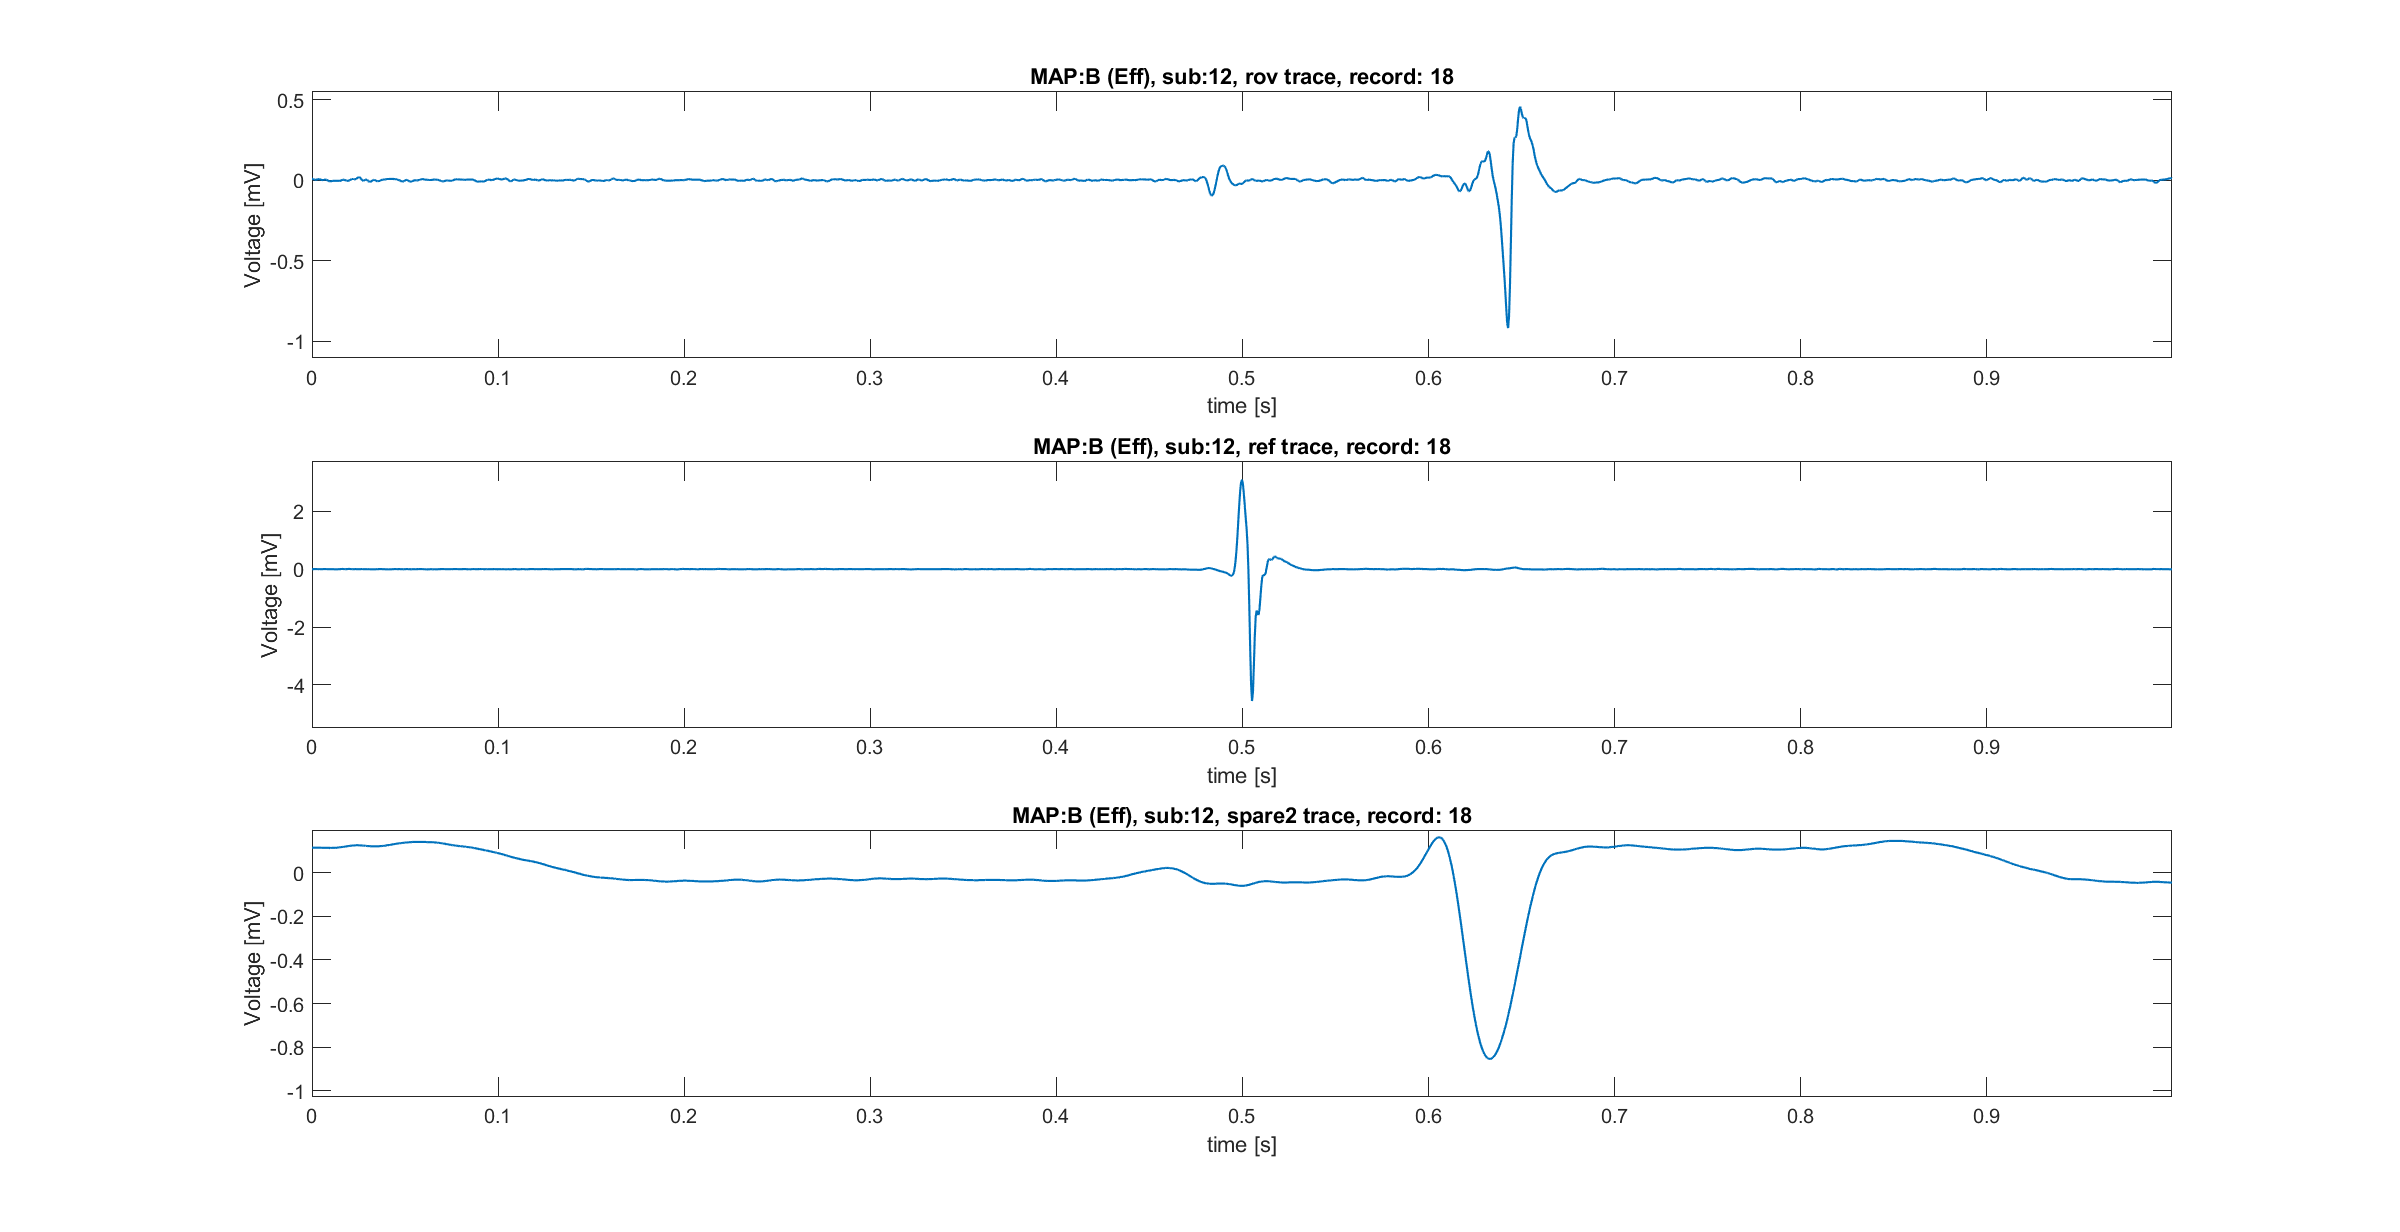 MAP:B (Eff), sub:12, rov trace, record: 18
0.5
0
-0.5
-1
Voltage [mV]
0 0.1 0.2 0.3 0.4 0.5 0.6 0.7 0.8 0.9
time [s]
MAP:B (Eff), sub:12, ref trace, record: 18
2
0
-2
-4
Voltage [mV]
0 0.1 0.2 0.3 0.4 0.5 0.6 0.7 0.8 0.9
time [s]
MAP:B (Eff), sub:12, spare2 trace, record: 18
0
-0.2
-0.4
-0.6
-0.8
-1
Voltage [mV]
0 0.1 0.2 0.3 0.4 0.5 0.6 0.7 0.8 0.9
time [s]